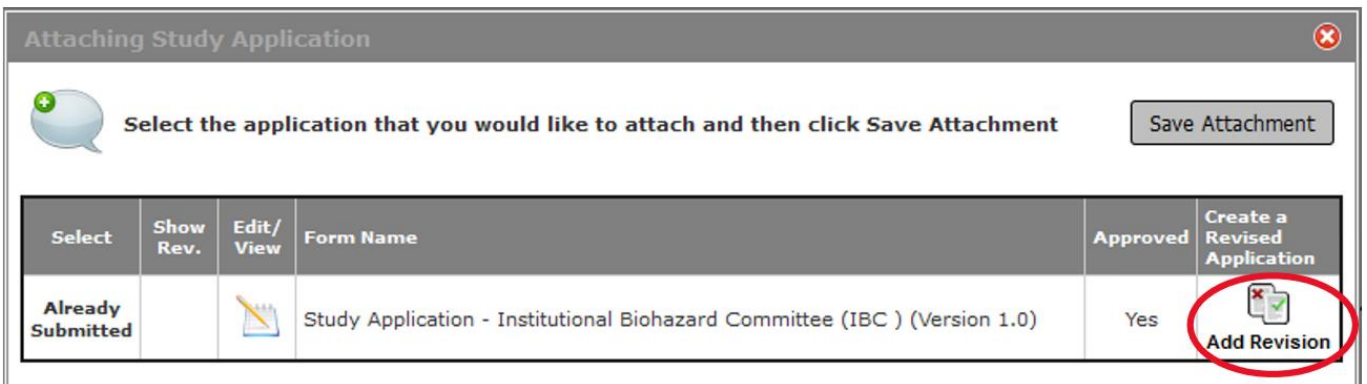 Attaching Study Application
Select the application that you would like to attach and then click Save Attachment
Save Attachment
Select
Show
Rev.
Edit/
View
Form Name
Approved
Create a
Revised
Application
Already
Submitted
Study Application - Institutional Biohazard Committee (IBC ) (Version 1.0)
Yes
Add Revision